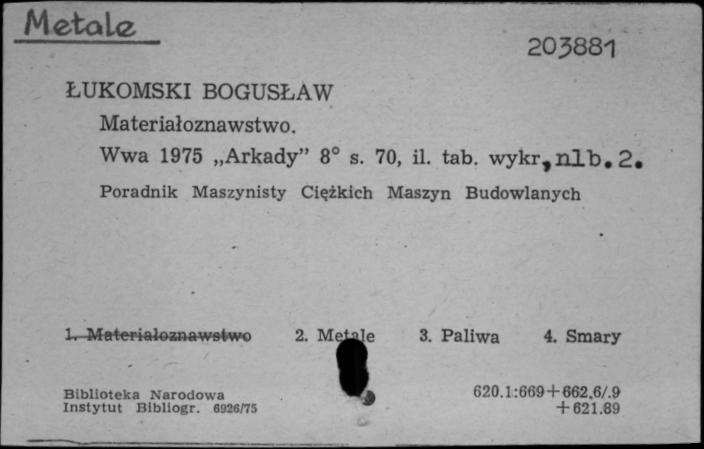 Metale
203881
ŁUKOMSKI BOGUSŁAW
Materiałoznawstwo.
Wwa 1975 „Arkady” 8° s. 70, il. tab. wykr, nlb. 2.
Poradnik Maszynisty Ciężkich Maszyn Budowlanych
1. Materiałoznawstwo 2. Metale 3. Paliwa 4. Smary
Biblioteka Narodowa 620.1:669+662.6/.9
Instytut Bibliogr. 6926/75 +621.89